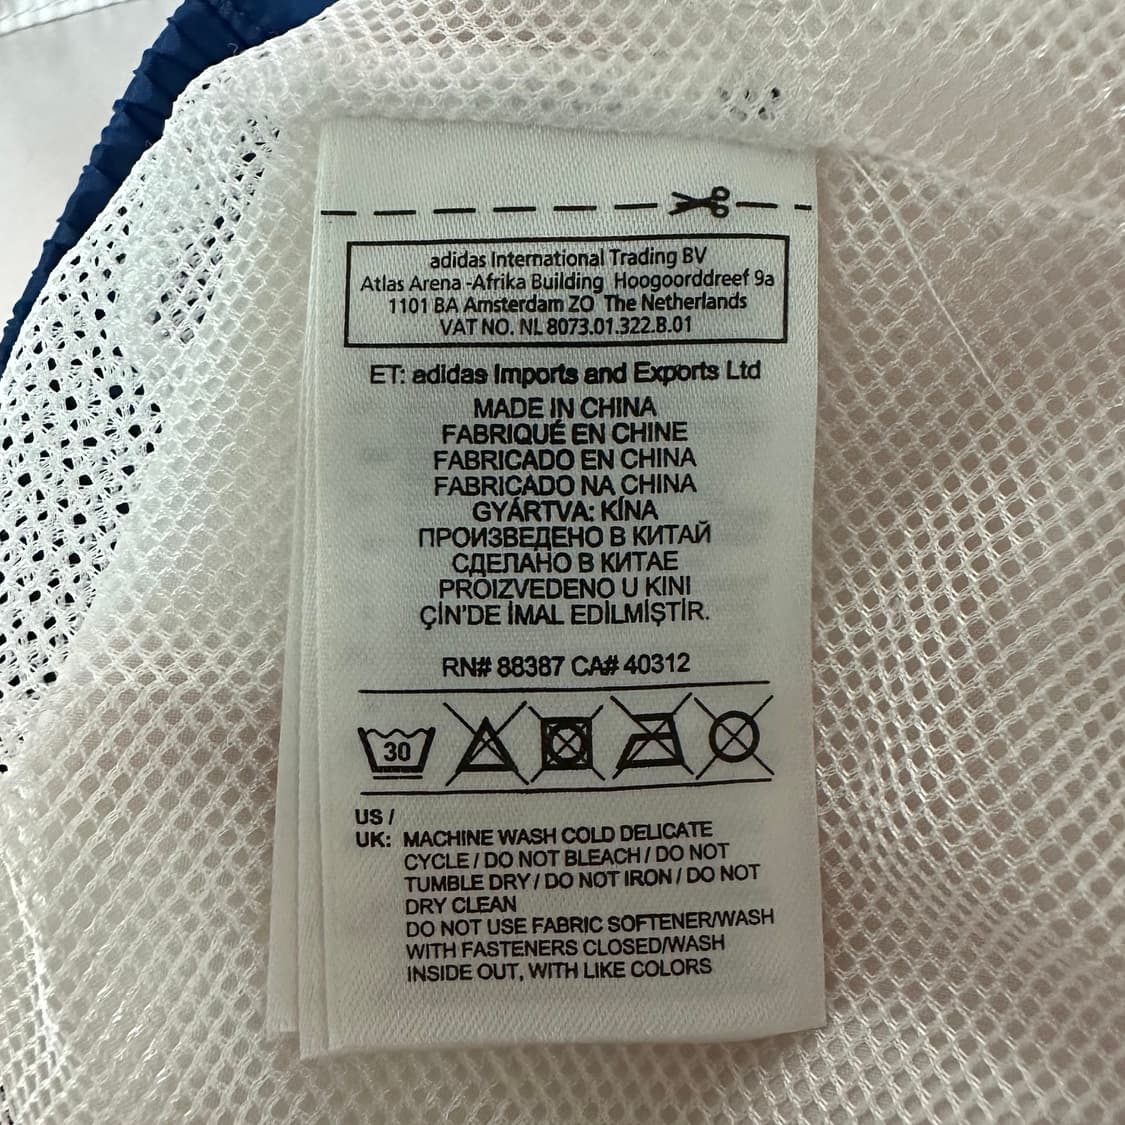 adidas International Trading BV
Atlas Arena -Afrika Building Hoogoorddreef 9a
1101 BA Amsterdam ZO The Netherlands
VAT NO. NL 8073.01.322.B.01
ET: adidas Imports and Exports Ltd
MADE IN CHINA
FABRIQUÉ EN CHINE
FABRICADO EN CHINA
FABRICADO NA CHINA
GYÁRTVA: KÍNA
ПРОИЗВЕДЕНО В КИТАЙ
СДЕЛАНО В КИТАЕ
PROIZVEDENO U KINI
ÇİN'DE İMAL EDİLMİŞTİR.
RN# 88387 CA# 40312
30
US /
UK: MACHINE WASH COLD DELICATE
CYCLE / DO NOT BLEACH / DO NOT
TUMBLE DRY / DO NOT IRON / DO NOT
DRY CLEAN
DO NOT USE FABRIC SOFTENER/WASH
WITH FASTENERS CLOSED/WASH
INSIDE OUT, WITH LIKE COLORS